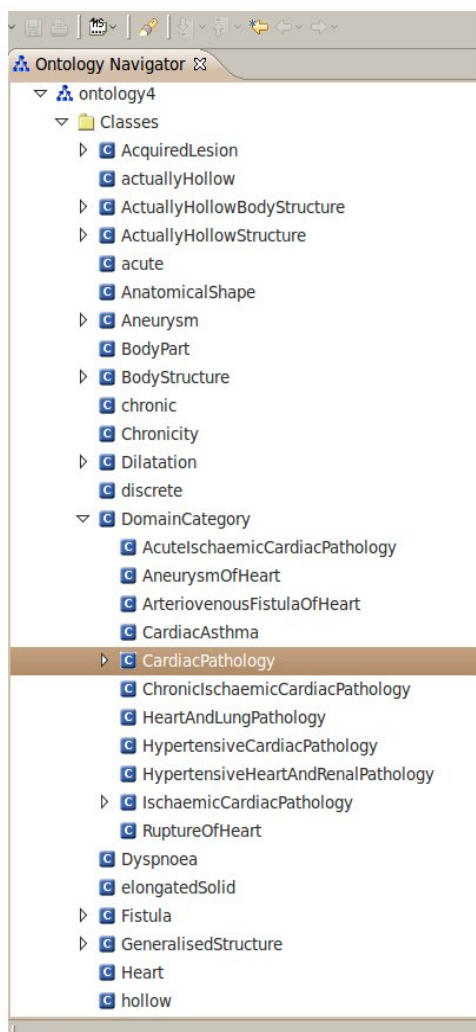 Ontology Navigator
ontology4
Classes
AcquiredLesion
actuallyHollow
ActuallyHollowBodyStructure
ActuallyHollowStructure
acute
AnatomicalShape
Aneurysm
BodyPart
BodyStructure
chronic
Chronicity
Dilatation
discrete
DomainCategory
AcuteIschaemicCardiacPathology
AneurysmOfHeart
ArteriovenousFistulaOfHeart
CardiacAsthma
CardiacPathology
ChronicIschaemicCardiacPathology
HeartAndLungPathology
HypertensiveCardiacPathology
HypertensiveHeartAndRenalPathology
IschaemicCardiacPathology
RuptureOfHeart
Dyspnoea
elongatedSolid
Fistula
GeneralisedStructure
Heart
hollow